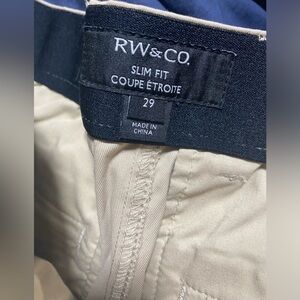 RW&CO.
SLIM FIT
COUPE ÉTROITE
29
MADE IN
CHINA